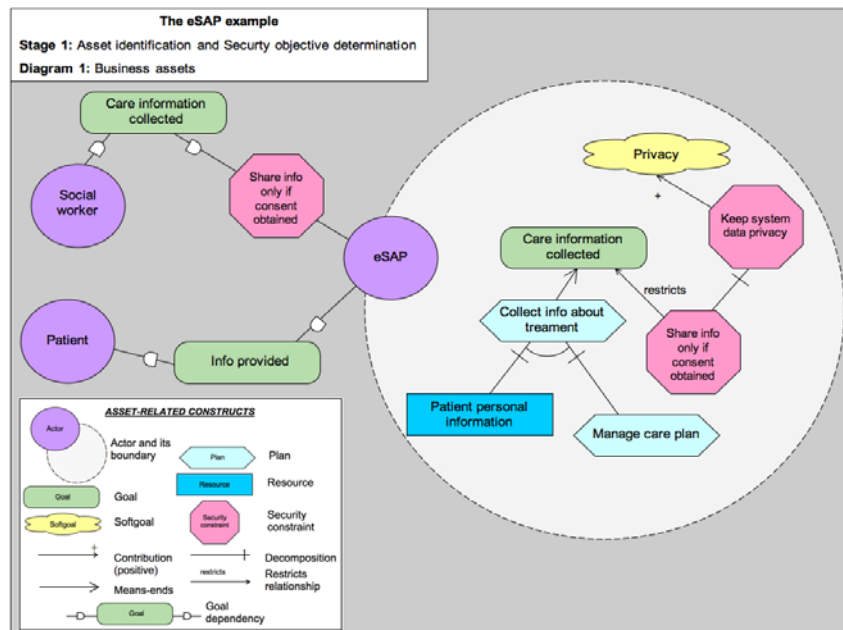 The eSAP example
Stage 1: Asset identification and Securty objective determination
Diagram 1: Business assets
Care information
collected
Social
worker
Share info
only if
consent
obtained
eSAP
Patient
Info provided
Privacy
+
Keep system
data privacy
Care information
collected
restricts
Collect info about
treament
Share info
only if
consent
obtained
Patient personal
information
Manage care plan
ASSET-RELATED CONSTRUCTS
Actor
Actor and its
boundary
Plan
Plan
Resource
Resource
Goal
Goal
Softgoal
Softgoal
Security
constraint
Security
constraint
+
Contribution
(positive)
Decomposition
Means-ends
restricts
Restricts
relationship
Goal
Goal
dependency